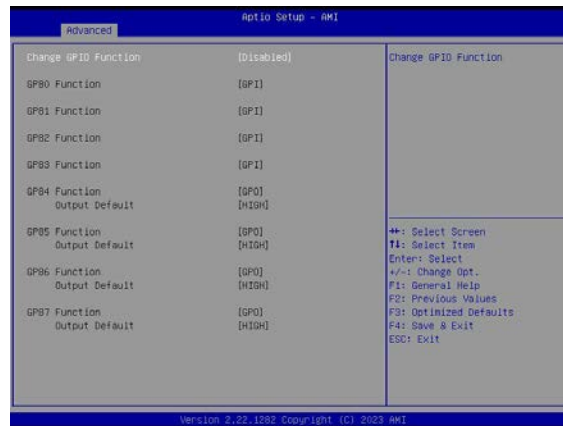 Aptio Setup - AMI
Advanced
Change GPIO Function [Disabled]
GP80 Function [GPI]
GP81 Function [GPI]
GP82 Function [GPI]
GP83 Function [GPI]
GP84 Function [GPO]
Output Default [HIGH]
GP85 Function [GPO]
Output Default [HIGH]
GP86 Function [GPO]
Output Default [HIGH]
GP87 Function [GPO]
Output Default [HIGH]
Change GPIO Function
→←: Select Screen
↑↓: Select Item
Enter: Select
+/-: Change Opt.
F1: General Help
F2: Previous Values
F3: Optimized Defaults
F4: Save & Exit
ESC: Exit
Version 2.22.1282 Copyright (C) 2023 AMI